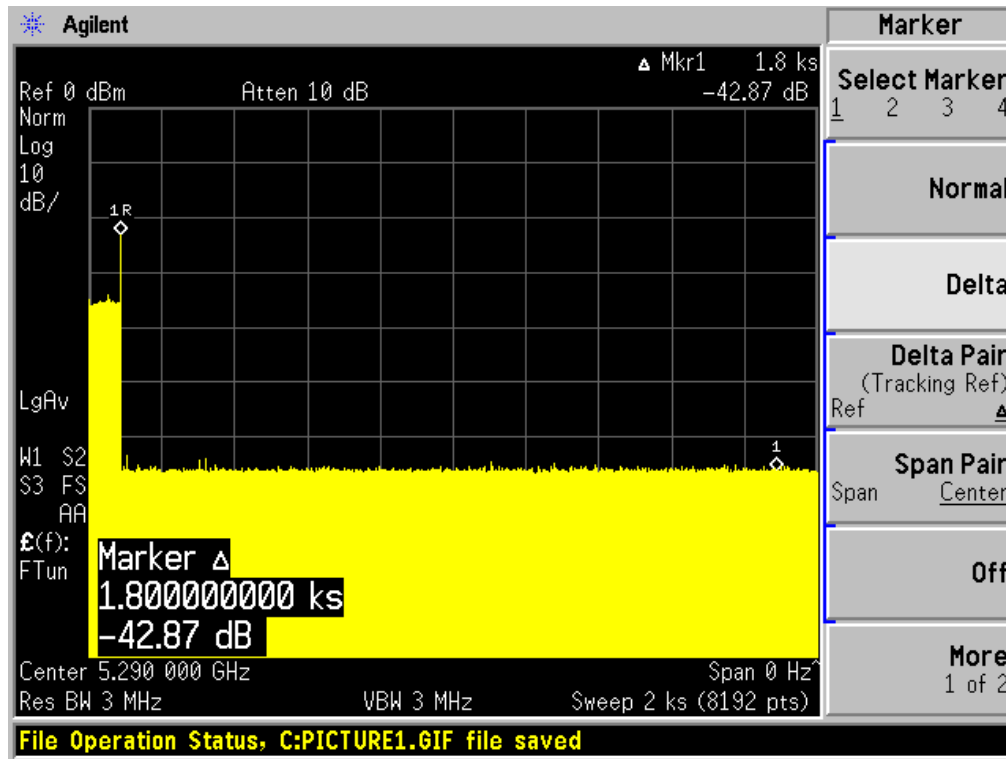 Agilent
Marker
Δ Mkr1 1.8 ks
Ref 0 dBm Atten 10 dB -42.87 dB
Norm
Log
10
dB/
1R
LgAv
1
W1 S2
S3 FS
AA
£(f):
FTun
Marker Δ
1.800000000 ks
-42.87 dB
Center 5.290 000 GHz Span 0 Hz^
Res BW 3 MHz VBW 3 MHz Sweep 2 ks (8192 pts)
File Operation Status, C:PICTURE1.GIF file saved
Select Marker
1 2 3 4
Normal
Delta
Delta Pair
(Tracking Ref)
Ref Δ
Span Pair
Span Center
Off
More
1 of 2